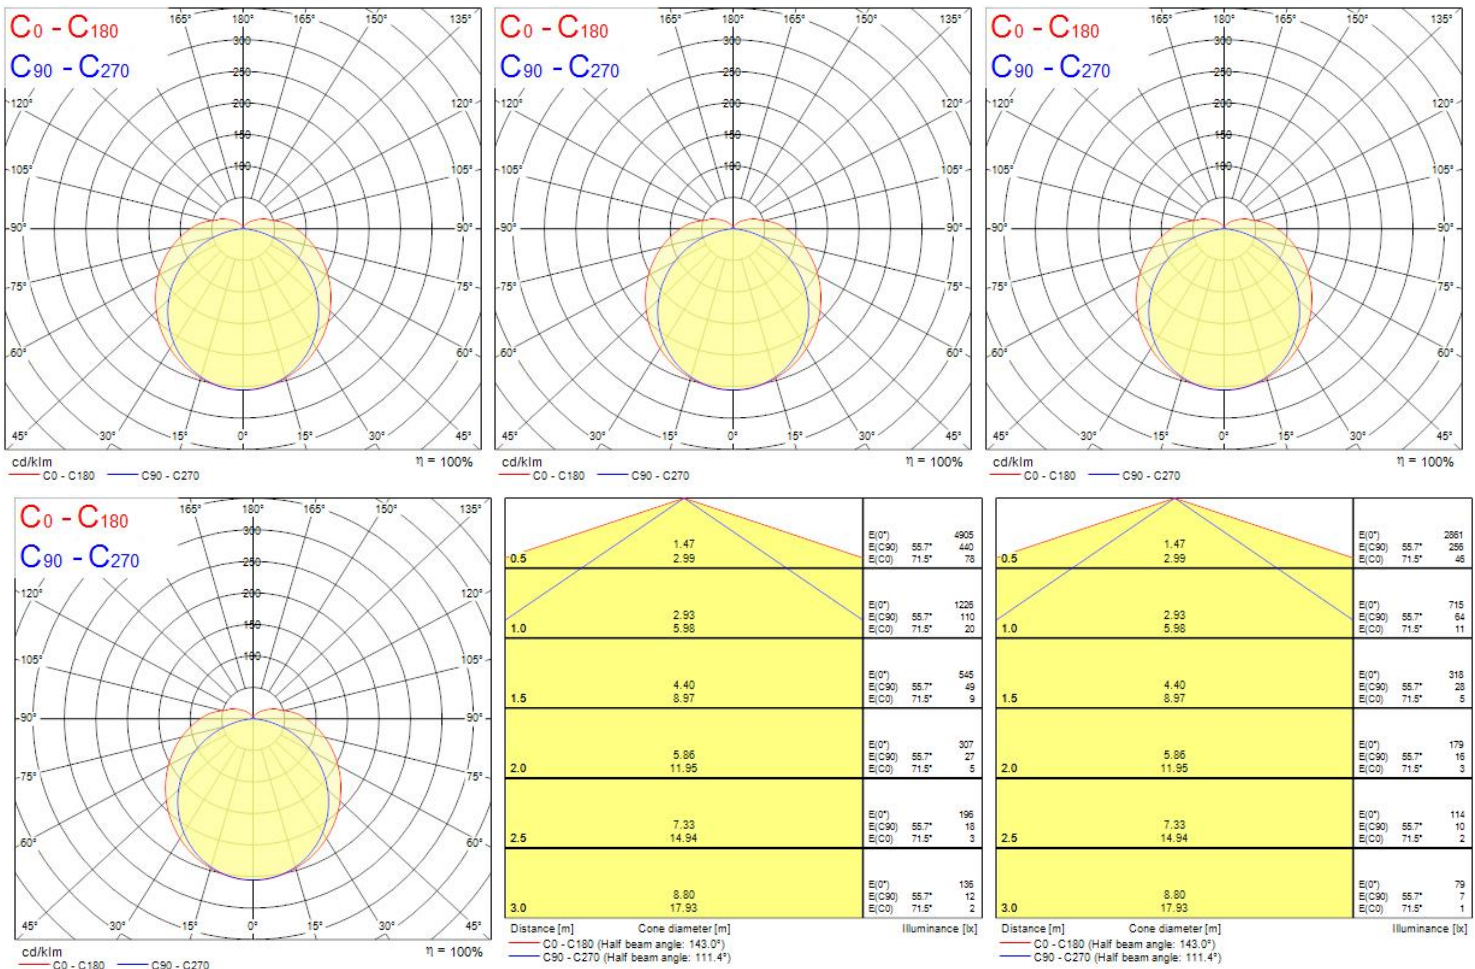 C0 - C180
C90 - C270
165° 180° 165° 150° 135°
300
250
120° 200 120°
150
105° 100 105°
90° 90°
75° 75°
60° 60°
45° 30° 15° 0° 15° 30° 45°
cd/klm η = 100%
C0 - C180 C90 - C270
C0 - C180
C90 - C270
165° 180° 165° 150° 135°
300
250
120° 200 120°
150
105° 100 105°
90° 90°
75° 75°
60° 60°
45° 30° 15° 0° 15° 30° 45°
cd/klm η = 100%
C0 - C180 C90 - C270
C0 - C180
C90 - C270
165° 180° 165° 150° 135°
300
250
120° 200 120°
150
105° 100 105°
90° 90°
75° 75°
60° 60°
45° 30° 15° 0° 15° 30° 45°
cd/klm η = 100%
C0 - C180 C90 - C270
C0 - C180
C90 - C270
165° 180° 165° 150° 135°
300
250
120° 200 120°
150
105° 100 105°
90° 90°
75° 75°
60° 60°
45° 30° 15° 0° 15° 30° 45°
cd/klm η = 100%
C0 - C180 C90 - C270
E(0°) 4905
1.47 E(C90) 55.7° 440
0.5 2.99 E(C0) 71.5° 78
E(0°) 1226
2.93 E(C90) 55.7° 110
1.0 5.98 E(C0) 71.5° 20
E(0°) 545
4.40 E(C90) 55.7° 49
1.5 8.97 E(C0) 71.5° 9
E(0°) 307
5.86 E(C90) 55.7° 27
2.0 11.95 E(C0) 71.5° 5
E(0°) 196
7.33 E(C90) 55.7° 18
2.5 14.94 E(C0) 71.5° 3
E(0°) 136
8.80 E(C90) 55.7° 12
3.0 17.93 E(C0) 71.5° 2
Distance [m] Cone diameter [m] Illuminance [lx]
C0 - C180 (Half beam angle: 143.0°)
C90 - C270 (Half beam angle: 111.4°)
E(0°) 2861
1.47 E(C90) 55.7° 256
0.5 2.99 E(C0) 71.5° 46
E(0°) 715
2.93 E(C90) 55.7° 64
1.0 5.98 E(C0) 71.5° 11
E(0°) 318
4.40 E(C90) 55.7° 28
1.5 8.97 E(C0) 71.5° 5
E(0°) 179
5.86 E(C90) 55.7° 16
2.0 11.95 E(C0) 71.5° 3
E(0°) 114
7.33 E(C90) 55.7° 10
2.5 14.94 E(C0) 71.5° 2
E(0°) 79
8.80 E(C90) 55.7° 7
3.0 17.93 E(C0) 71.5° 1
Distance [m] Cone diameter [m] Illuminance [lx]
C0 - C180 (Half beam angle: 143.0°)
C90 - C270 (Half beam angle: 111.4°)